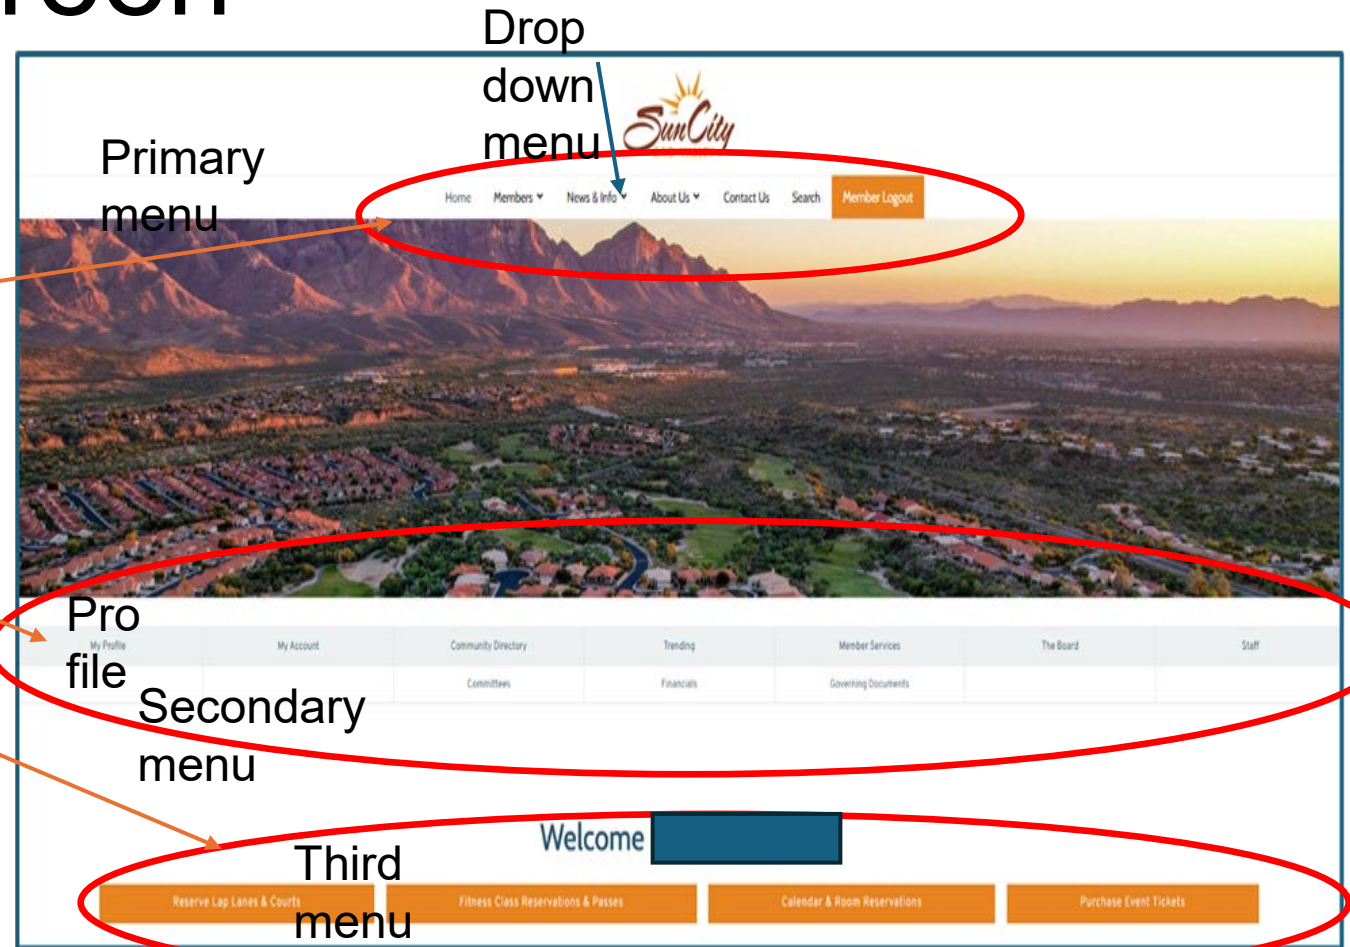 Drop
down
menu
SunCity
Primary
menu
Home Members News & Info About Us Contact Us Search Member Logout
Pro
file
My Profile My Account Community Directory Trending Member Services The Board Staff
Committees Financials Governing Documents
Secondary
menu
Welcome
Third
menu
Reserve Lap Lanes & Courts Fitness Class Reservations & Passes Calendar & Room Reservations Purchase Event Tickets